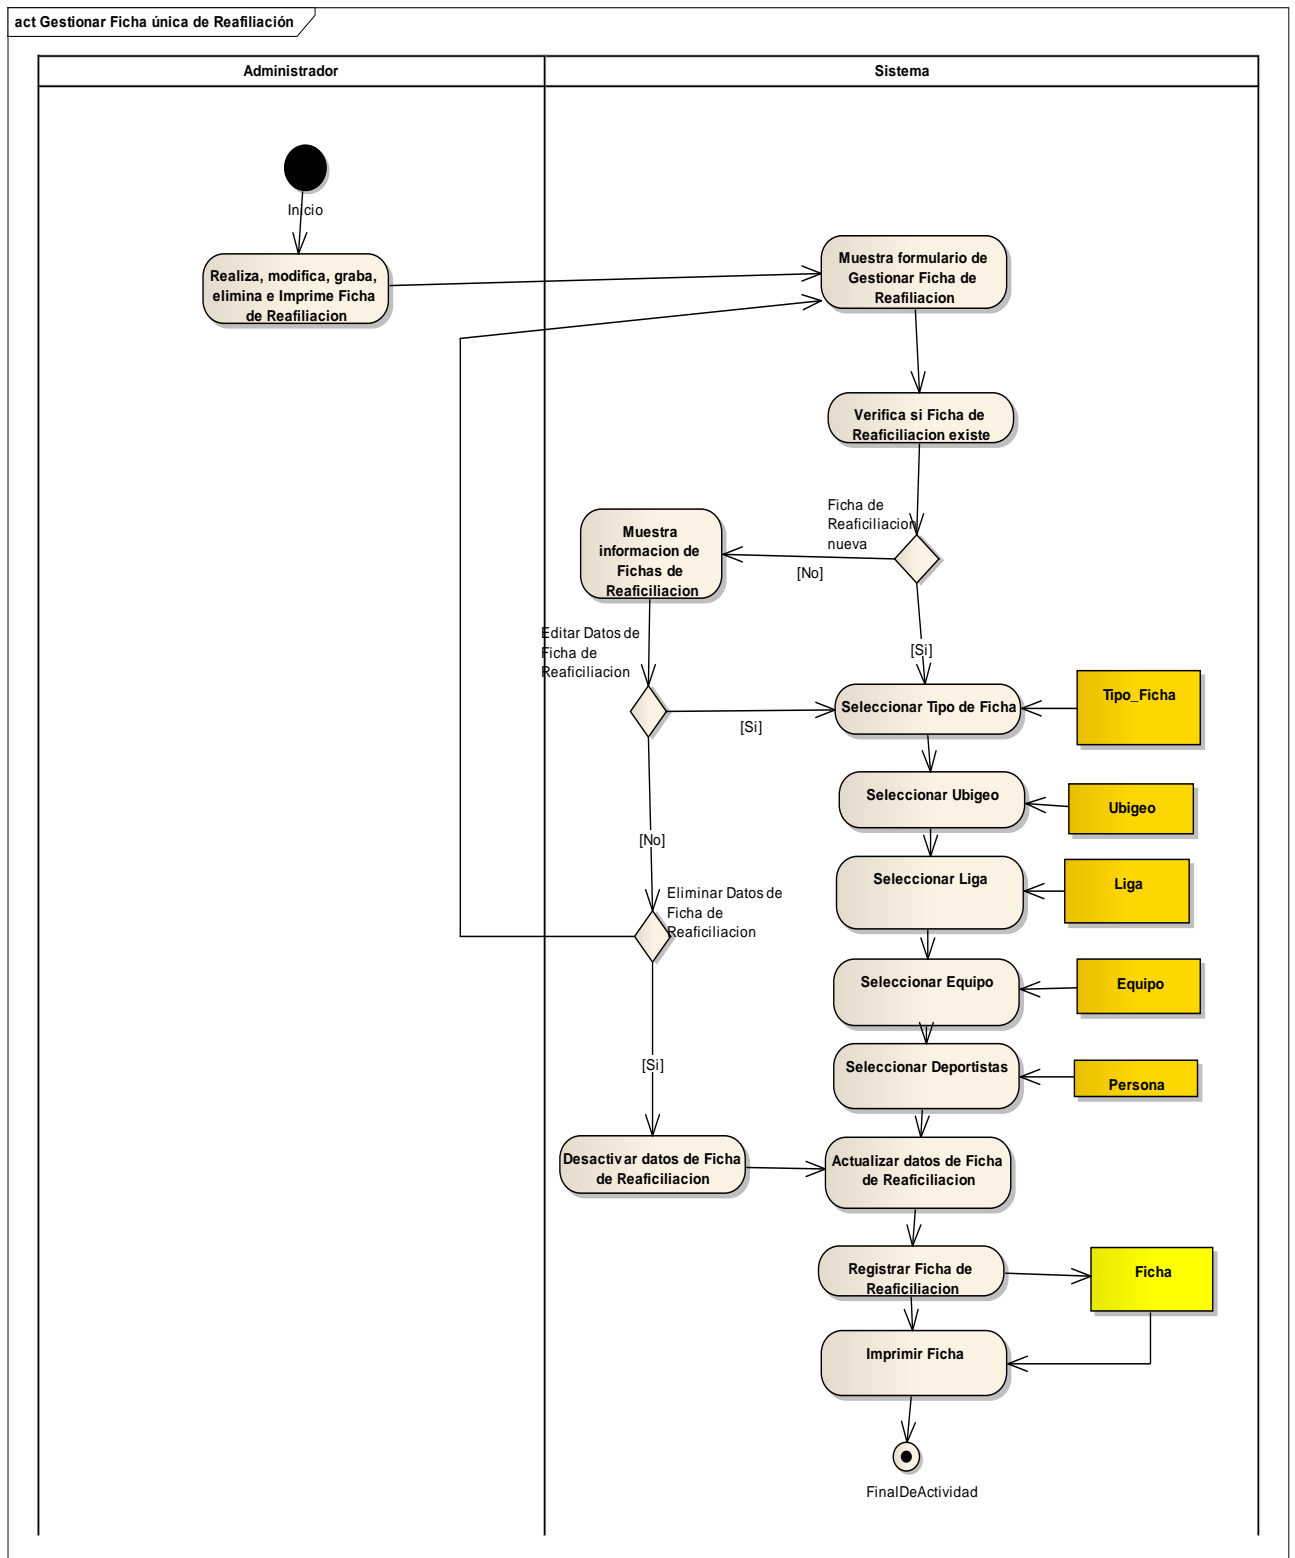 act Gestionar Ficha única de Reafiliación
Administrador
Sistema
Inicio
Realiza, modifica, graba,
elimina e Imprime Ficha
de Reafiliacion
Muestra formulario de
Gestionar Ficha de
Reafiliacion
Verifica si Ficha de
Reaficiliacion existe
Ficha de
Reaficiliacion
nueva
[No]
Muestra
informacion de
Fichas de
Reaficiliacion
Editar Datos de
Ficha de
Reaficiliacion
[Si]
[Si]
Seleccionar Tipo de Ficha
Tipo_Ficha
Seleccionar Ubigeo
Ubigeo
[No]
Seleccionar Liga
Liga
Eliminar Datos de
Ficha de
Reaficiliacion
Seleccionar Equipo
Equipo
[Si]
Seleccionar Deportistas
Persona
Desactivar datos de Ficha
de Reaficiliacion
Actualizar datos de Ficha
de Reaficiliacion
Registrar Ficha de
Reaficiliacion
Ficha
Imprimir Ficha
FinalDeActividad